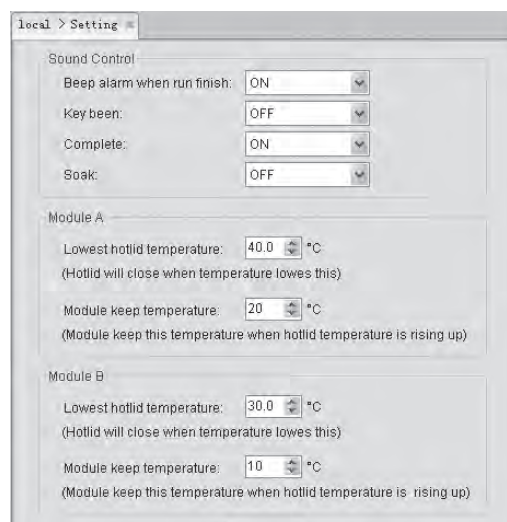 local > Setting
Sound Control
Beep alarm when run finish: ON
Key been: OFF
Complete: ON
Soak: OFF
Module A
Lowest hotlid temperature: 40.0 °C
(Hotlid will close when temperature lowes this)
Module keep temperature: 20 °C
(Module keep this temperature when hotlid temperature is rising up)
Module B
Lowest hotlid temperature: 30.0 °C
(Hotlid will close when temperature lowes this)
Module keep temperature: 10 °C
(Module keep this temperature when hotlid temperature is rising up)